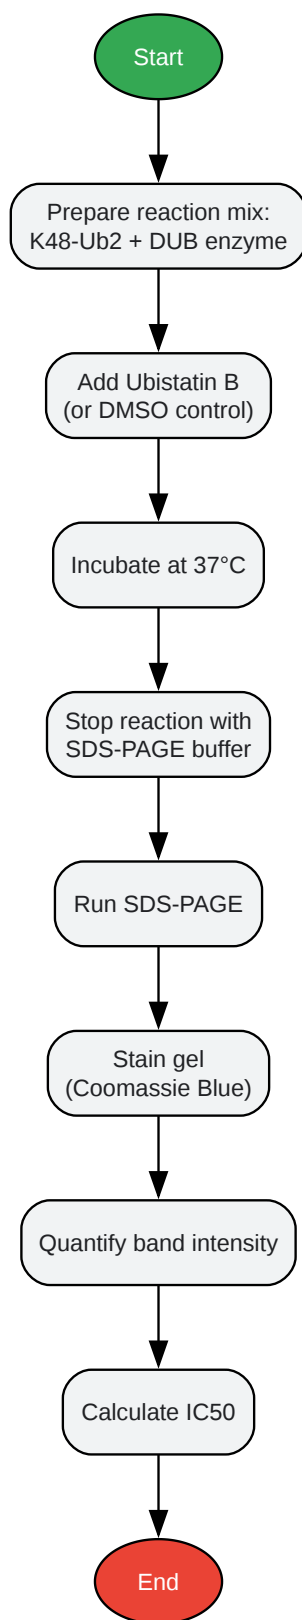 Start
Prepare reaction mix:
K48-Ub2 + DUB enzyme
Add Ubistatin B
(or DMSO control)
Incubate at 37°C
Stop reaction with
SDS-PAGE buffer
Run SDS-PAGE
Stain gel
(Coomassie Blue)
Quantify band intensity
Calculate IC50
End